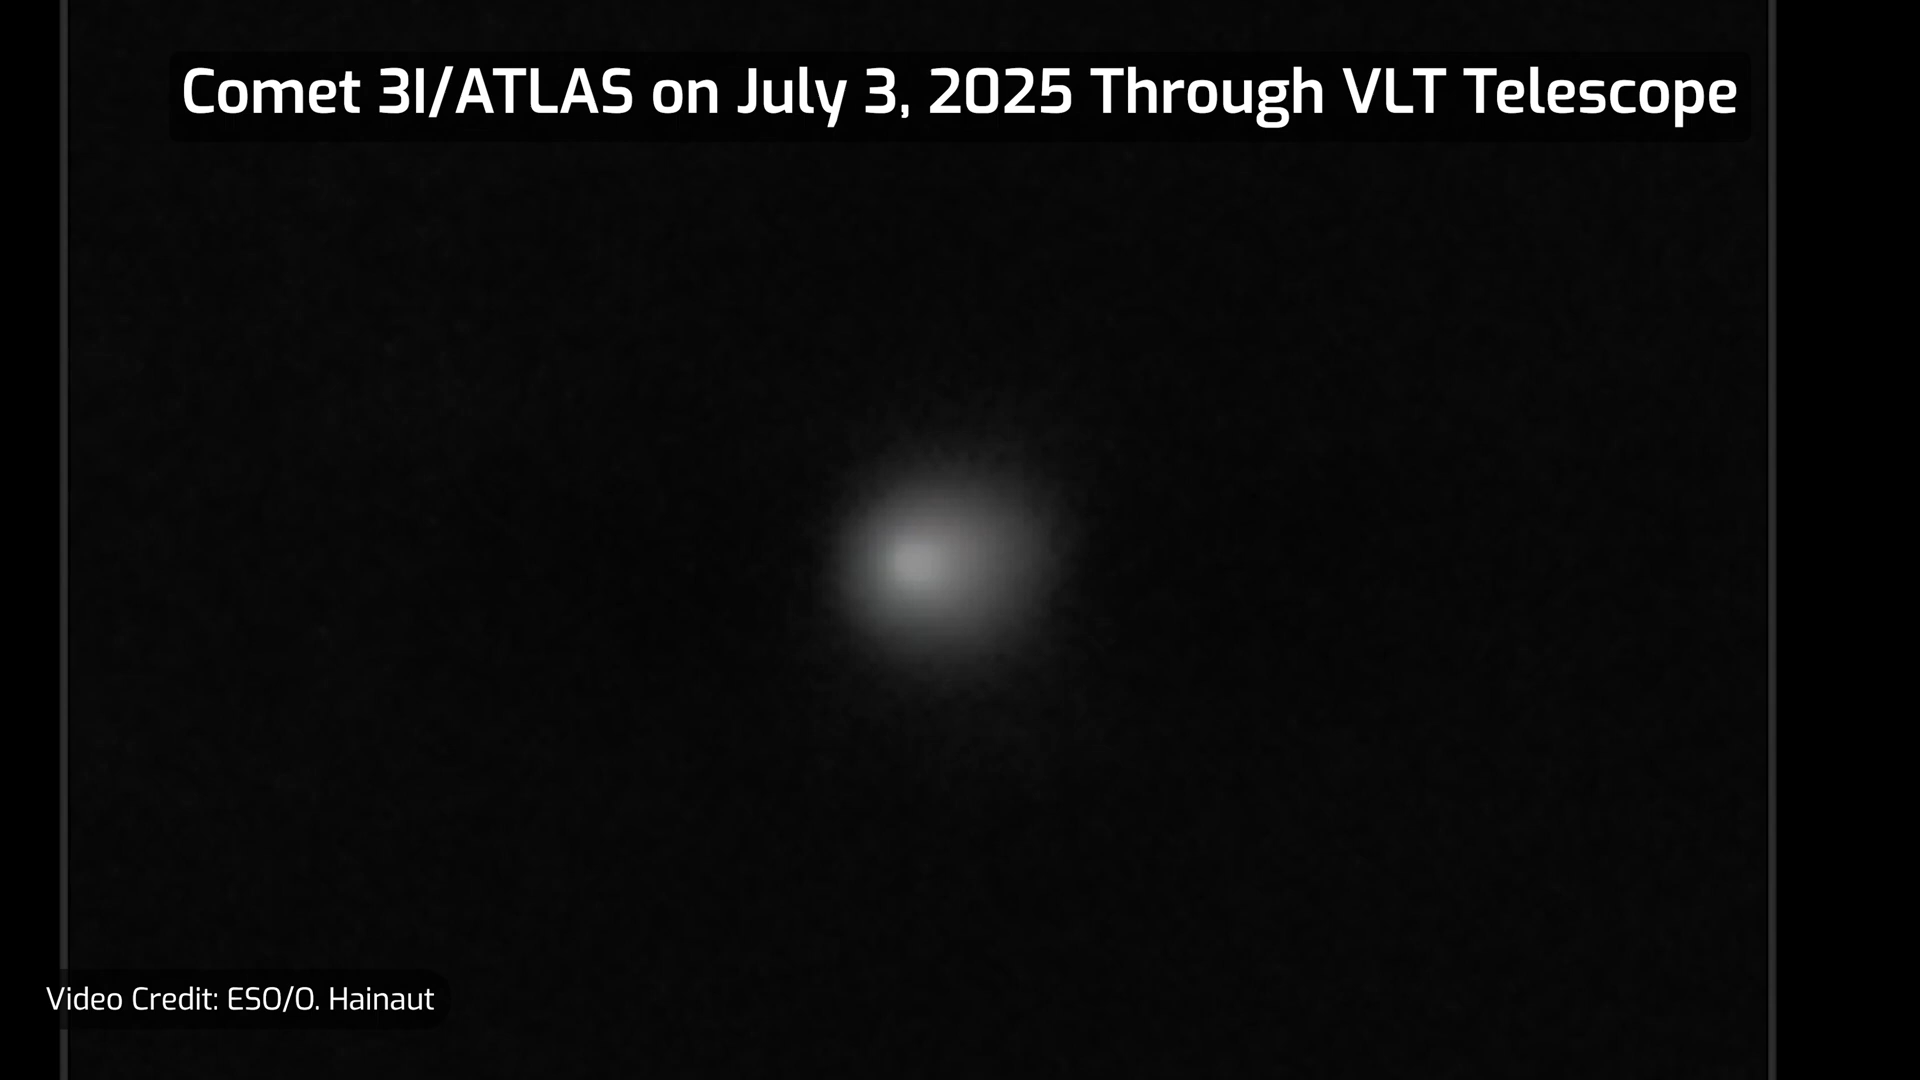 Comet 3I/ATLAS on July 3, 2025 Through VLT Telescope
Video Credit: ESO/O. Hainaut